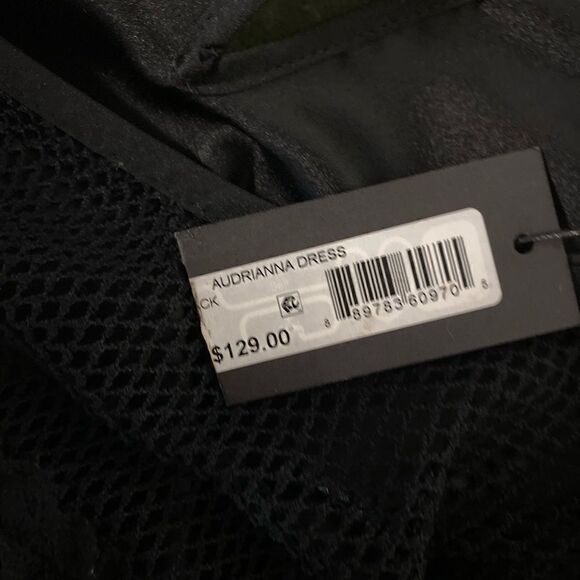 AUDRIANNA DRESS
CK
$129.00
8 89783 60970 8